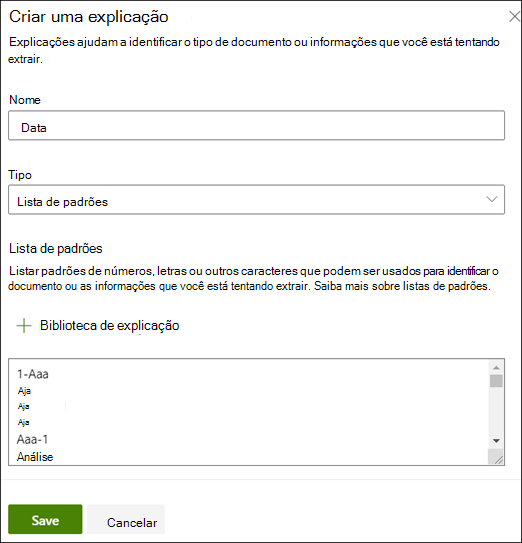 Criar uma explicação
Explicações ajudam a identificar o tipo de documento ou informações que você está tentando
extrair.
Nome
Data
Tipo
Lista de padrões
Lista de padrões
Listar padrões de números, letras ou outros caracteres que podem ser usados para identificar o
documento ou as informações que você está tentando extrair. Saiba mais sobre listas de padrões.
Biblioteca de explicação
1-Aaa
Aja
Aja
Aja
Aaa-1
Análise
Save
Cancelar